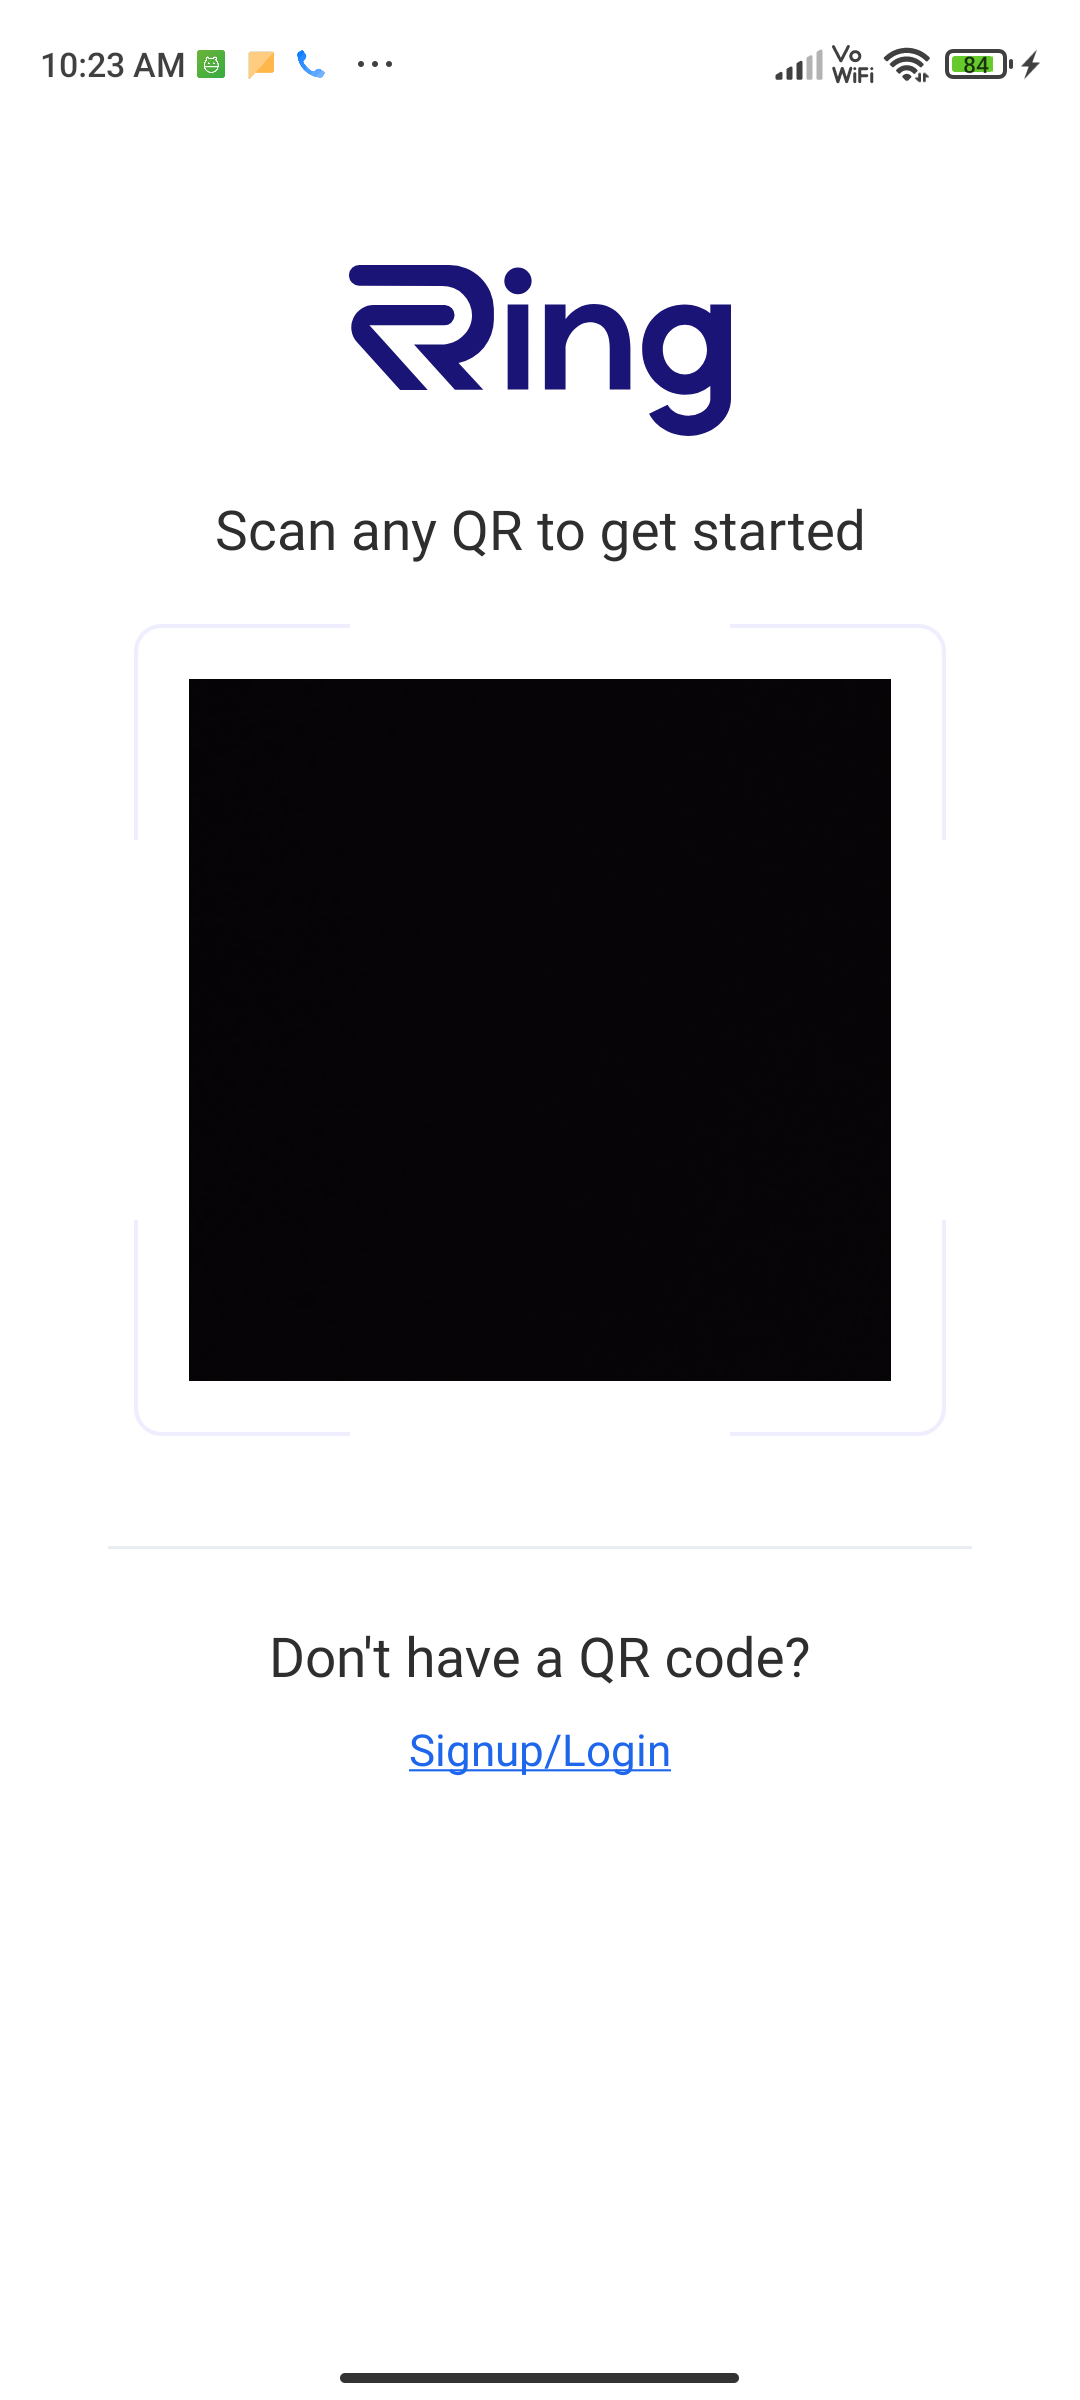 10:23 AM
Vo
WiFi
84
Ring
Scan any QR to get started
Don't have a QR code?
Signup/Login